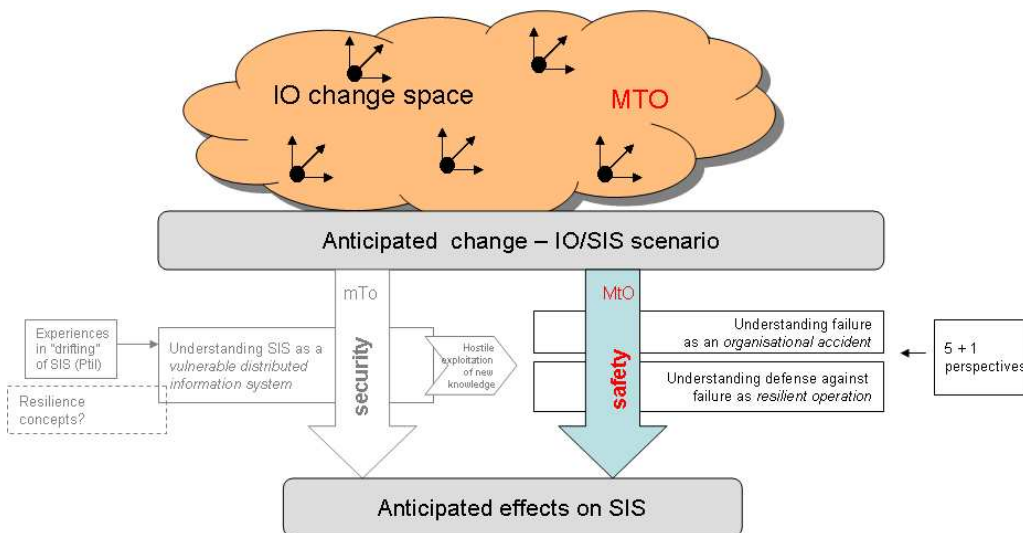 IO change space
MTO
Anticipated change – IO/SIS scenario
mTo
MtO
Experiences
in "drifting"
of SIS (Ptil)
Understanding SIS as a
vulnerable distributed
information system
security
Hostile
exploitation
of new
knowledge
safety
Understanding failure
as an organisational accident
Understanding defense against
failure as resilient operation
5 + 1
perspectives
Resilience
concepts?
Anticipated effects on SIS